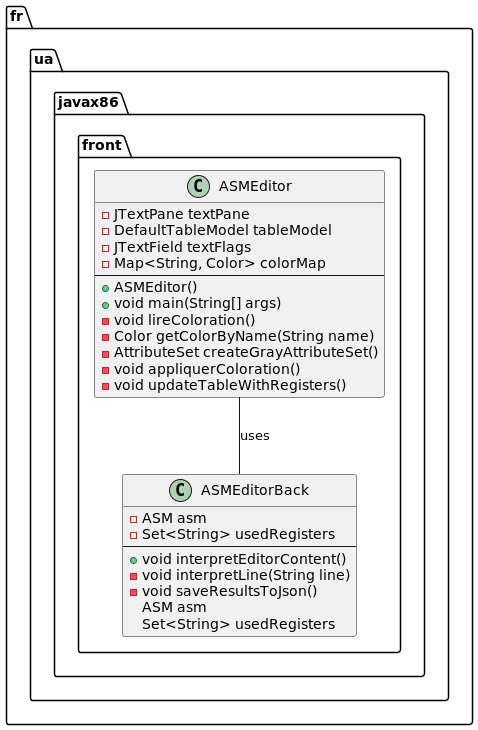 fr
ua
javax86
front
C ASMEditor
JTextPane textPane
DefaultTableModel tableModel
JTextField textFlags
Map<String, Color> colorMap
ASMEditor()
void main(String[] args)
void lireColoration()
Color getColorByName(String name)
AttributeSet createGrayAttributeSet()
void appliquerColoration()
void updateTableWithRegisters()
uses
C ASMEditorBack
ASM asm
Set<String> usedRegisters
void interpretEditorContent()
void interpretLine(String line)
void saveResultsToJson()
ASM asm
Set<String> usedRegisters